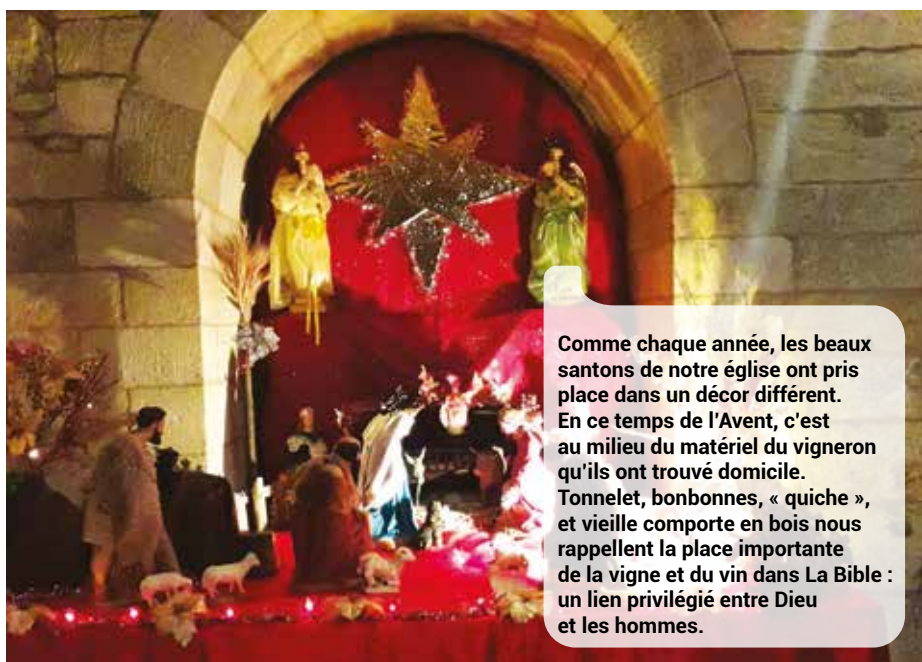 Comme chaque année, les beaux
santons de notre église ont pris
place dans un décor différent.
En ce temps de l'Avent, c'est
au milieu du matériel du vigneron
qu'ils ont trouvé domicile.
Tonnelet, bonbonnes, « quiche »,
et vieille comporte en bois nous
rappellent la place importante
de la vigne et du vin dans La Bible :
un lien privilégié entre Dieu
et les hommes.